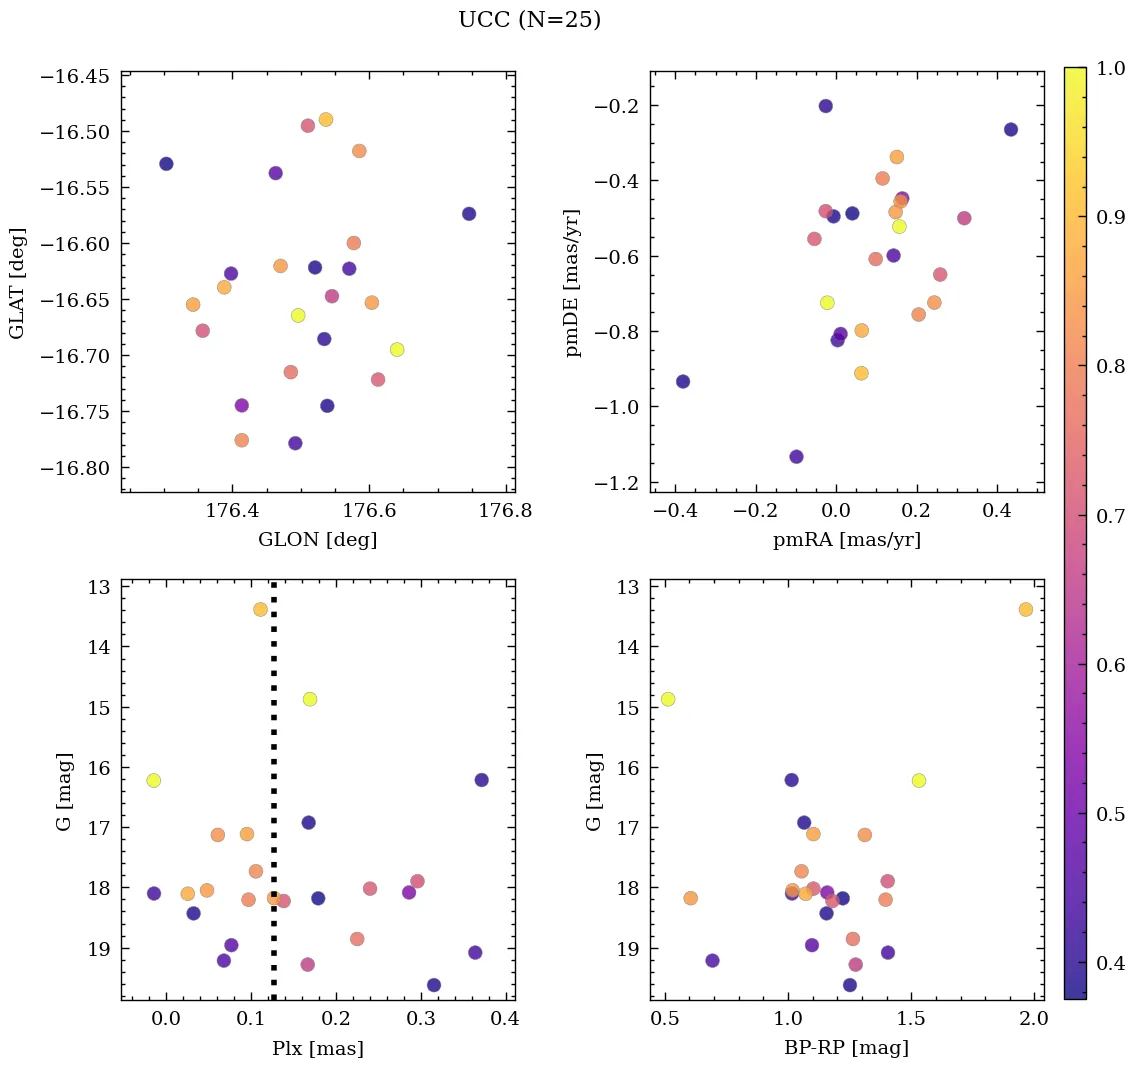 UCC (N=25)
−16.45
−16.50
−16.55
−16.60
−16.65
−16.70
−16.75
−16.80
GLAT [deg]
176.4 176.6 176.8
GLON [deg]
−0.2
−0.4
−0.6
−0.8
−1.0
−1.2
pmDE [mas/yr]
−0.4 −0.2 0.0 0.2 0.4
pmRA [mas/yr]
13
14
15
16
17
18
19
G [mag]
0.0 0.1 0.2 0.3 0.4
Plx [mas]
13
14
15
16
17
18
19
G [mag]
0.5 1.0 1.5 2.0
BP-RP [mag]
1.0
0.9
0.8
0.7
0.6
0.5
0.4